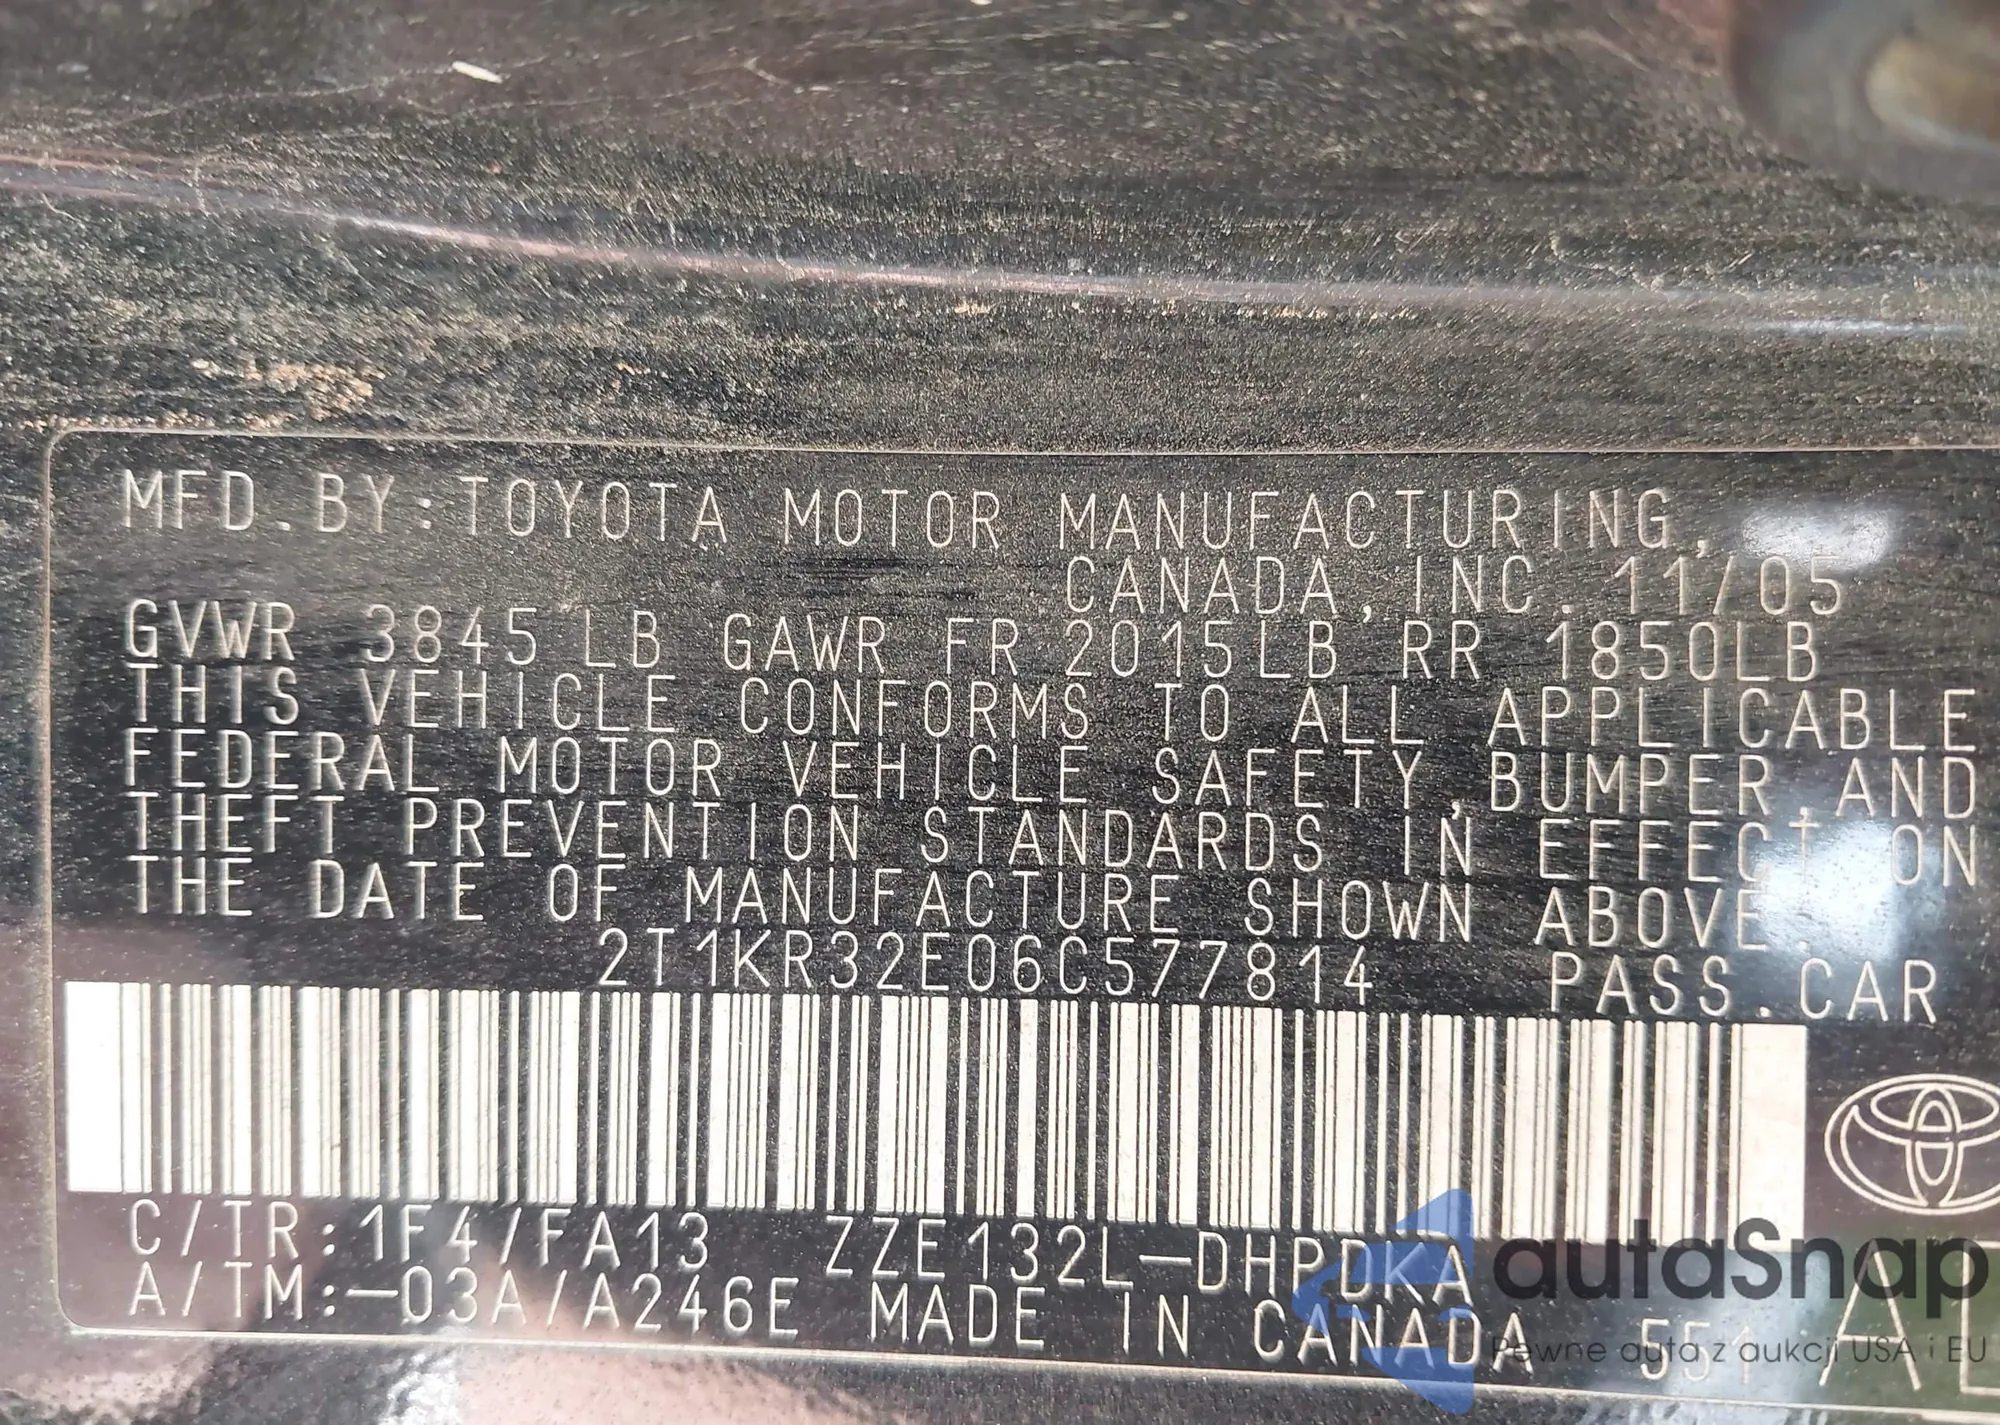 MFD.BY:TOYOTA MOTOR MANUFACTURING,
CANADA,INC. 11/05
GVWR 3845 LB GAWR FR 2015LB RR 1850LB
THIS VEHICLE CONFORMS TO ALL APPLICABLE
FEDERAL MOTOR VEHICLE SAFETY,BUMPER,AND
THEFT PREVENTION STANDARDS IN EFFECT ON
THE DATE OF MANUFACTURE SHOWN ABOVE.
2T1KR32E06C577814 PASS.CAR
C/TR:1F4/FA13 ZZE132L-DHPDKA
A/TM:-03A/A246E MADE IN CANADA 551
AL
autaSnap
Pewne auta z aukcji USA i EU